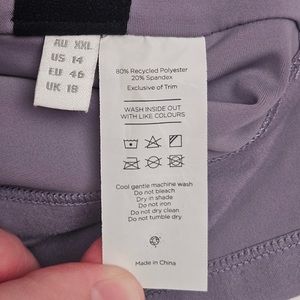 AU XXL
US 14
EU 46
UK 18
80% Recycled Polyester
20% Spandex
Exclusive of Trim
WASH INSIDE OUT
WITH LIKE COLOURS
Cool gentle machine wash
Do not bleach
Dry in shade
Do not iron
Do not dry clean
Do not tumble dry
Made in China